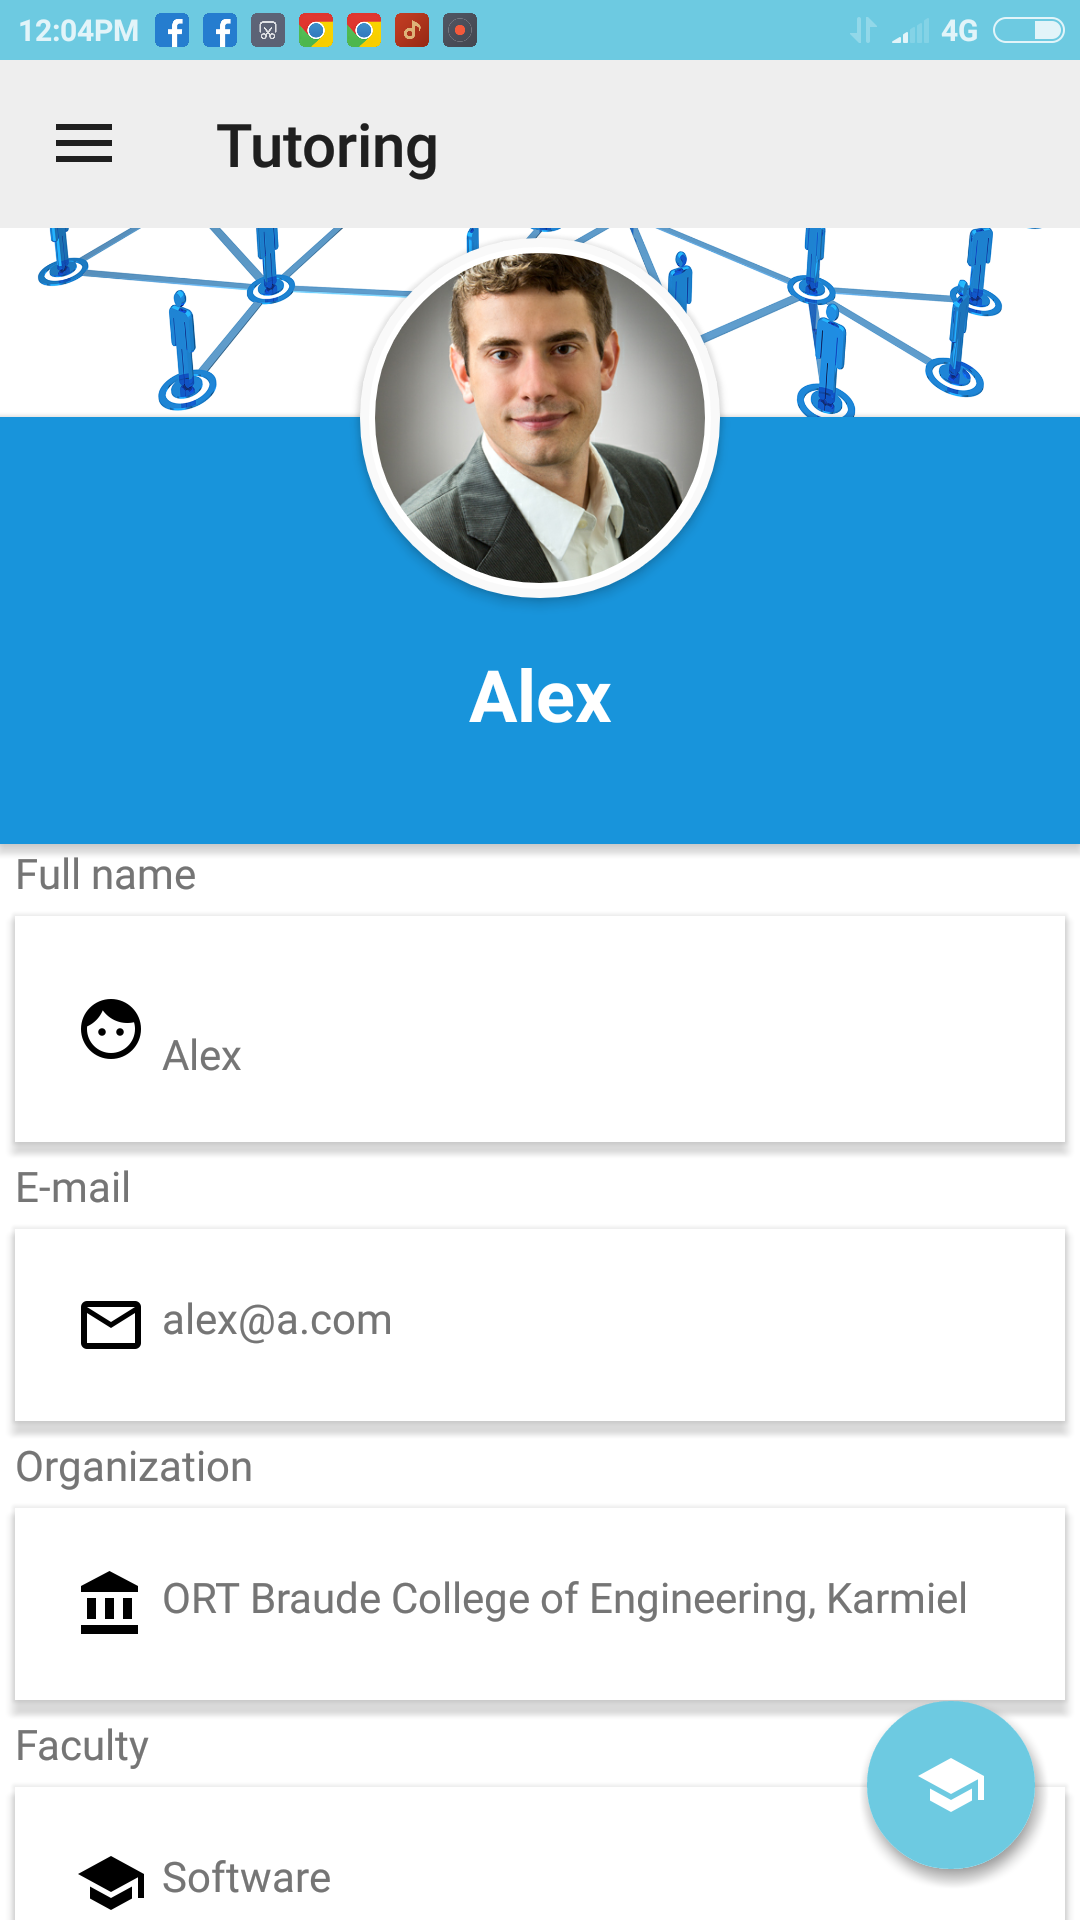 12:04PM 4G
Tutoring
Alex
Full name
Alex
E-mail
alex@a.com
Organization
ORT Braude College of Engineering, Karmiel
Faculty
Software